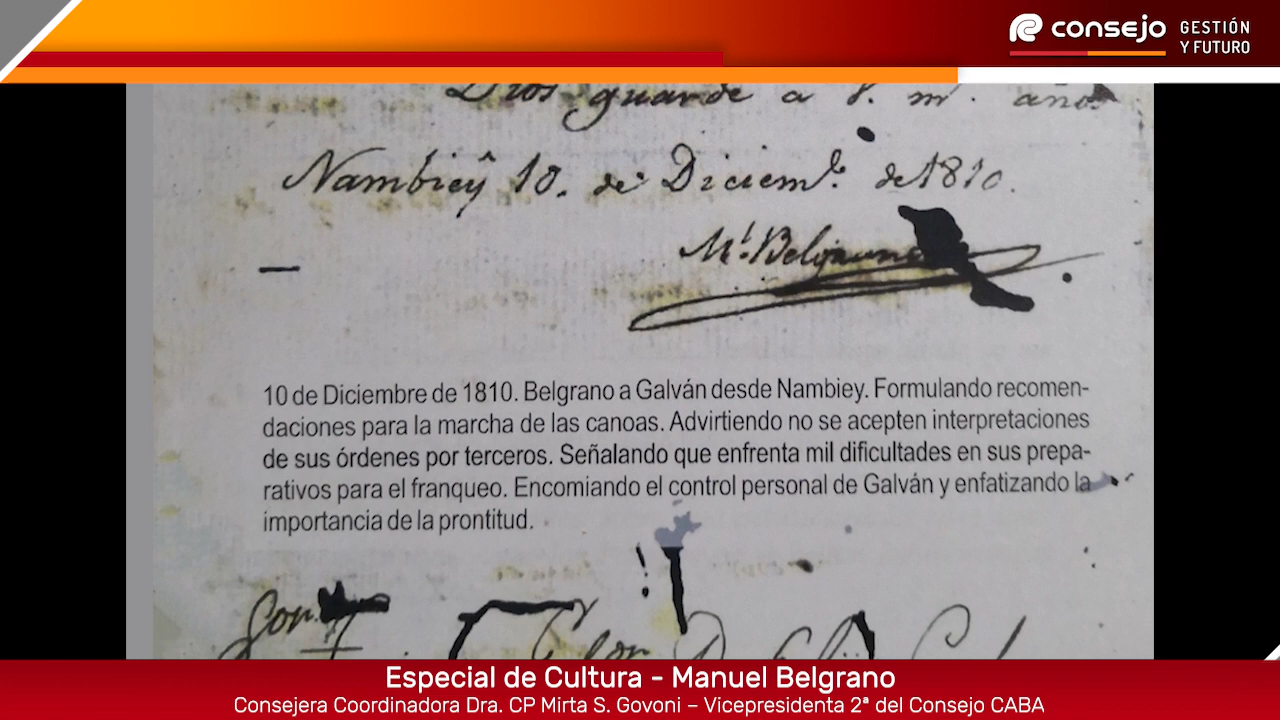 consejo GESTIÓN
Y FUTURO
Dios guarde a V. m. años.
Nambiey 10. de Diciem.e de 1810.
M.l Belgrano
10 de Diciembre de 1810. Belgrano a Galván desde Nambiey. Formulando recomen-
daciones para la marcha de las canoas. Advirtiendo no se acepten interpretaciones
de sus órdenes por terceros. Señalando que enfrenta mil dificultades en sus prepa-
rativos para el franqueo. Encomiando el control personal de Galván y enfatizando la
importancia de la prontitud.
Especial de Cultura - Manuel Belgrano
Consejera Coordinadora Dra. CP Mirta S. Govoni – Vicepresidenta 2ª del Consejo CABA